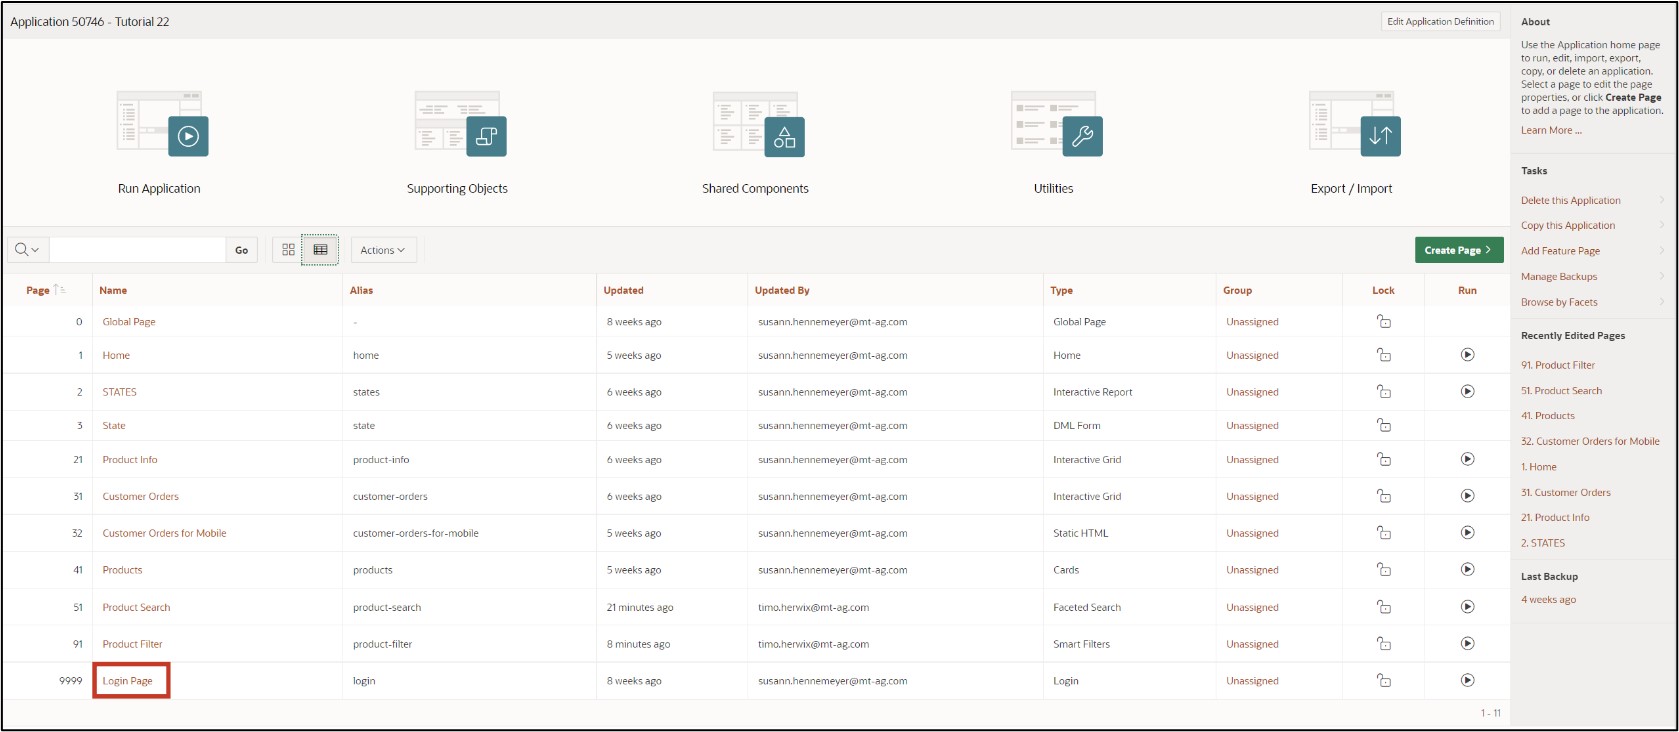 Application 50746 - Tutorial 22
Edit Application Definition
Run Application
Supporting Objects
Shared Components
Utilities
Export / Import
Go
Actions
Create Page
Page Name Alias Updated Updated By Type Group Lock Run
0 Global Page - 8 weeks ago susann.hennemeyer@mt-ag.com Global Page Unassigned
1 Home home 5 weeks ago susann.hennemeyer@mt-ag.com Home Unassigned
2 STATES states 6 weeks ago susann.hennemeyer@mt-ag.com Interactive Report Unassigned
3 State state 6 weeks ago susann.hennemeyer@mt-ag.com DML Form Unassigned
21 Product Info product-info 6 weeks ago susann.hennemeyer@mt-ag.com Interactive Grid Unassigned
31 Customer Orders customer-orders 6 weeks ago susann.hennemeyer@mt-ag.com Interactive Grid Unassigned
32 Customer Orders for Mobile customer-orders-for-mobile 5 weeks ago susann.hennemeyer@mt-ag.com Static HTML Unassigned
41 Products products 5 weeks ago susann.hennemeyer@mt-ag.com Cards Unassigned
51 Product Search product-search 21 minutes ago timo.herwix@mt-ag.com Faceted Search Unassigned
91 Product Filter product-filter 8 minutes ago timo.herwix@mt-ag.com Smart Filters Unassigned
9999 Login Page login 8 weeks ago susann.hennemeyer@mt-ag.com Login Unassigned
1 - 11
About
Use the Application home page
to run, edit, import, export,
copy, or delete an application.
Select a page to edit the page
properties, or click Create Page
to add a page to the application.
Learn More ...
Tasks
Delete this Application
Copy this Application
Add Feature Page
Manage Backups
Browse by Facets
Recently Edited Pages
91. Product Filter
51. Product Search
41. Products
32. Customer Orders for Mobile
1. Home
31. Customer Orders
21. Product Info
2. STATES
Last Backup
4 weeks ago